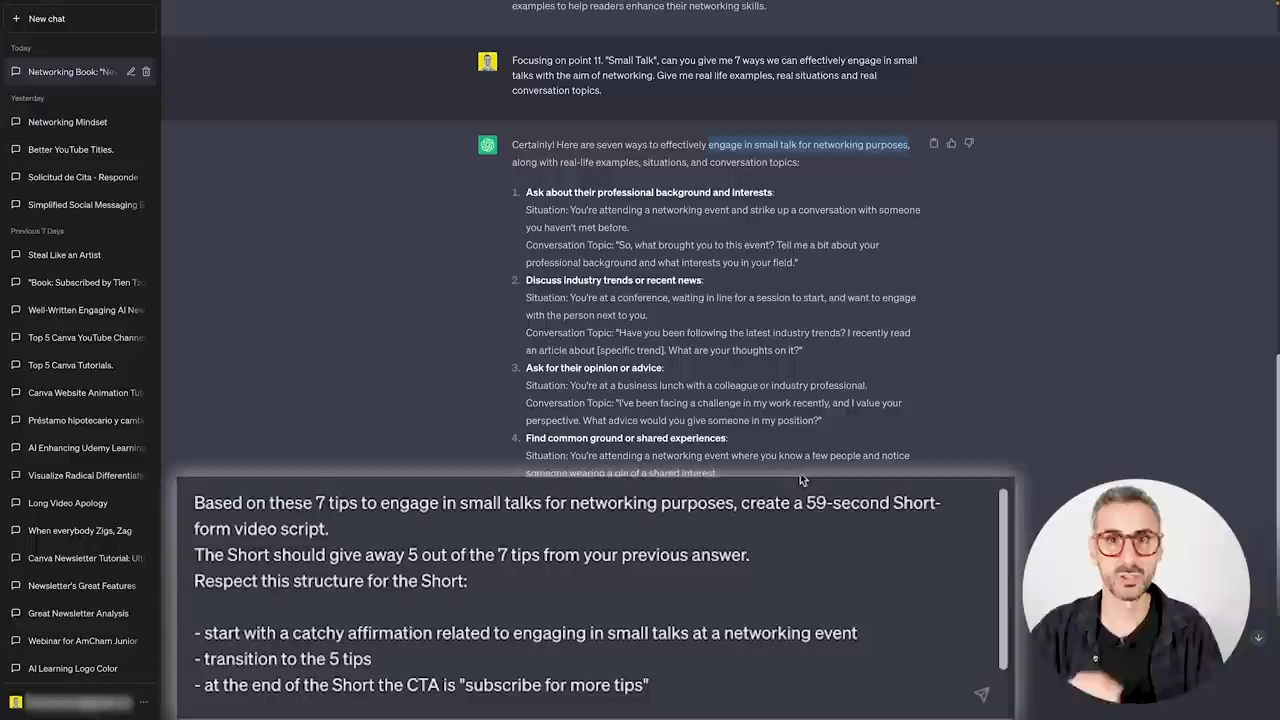 New chat
Today
Networking Book: "Nev
Yesterday
Networking Mindset
Better YouTube Titles.
Solicitud de Cita - Responde
Simplified Social Messaging E
Previous 7 Days
Steal Like an Artist
"Book: Subscribed by Tien Tzu
Well-Written Engaging AI New
Top 5 Canva YouTube Channe
Top 5 Canva Tutorials.
Canva Website Animation Tut
Préstamo hipotecario y camb
AI Enhancing Udemy Learning
Visualize Radical Differentiati
Long Video Apology
When everybody Zigs, Zag
Canva Newsletter Tutorial: Ult
Newsletter's Great Features
Great Newsletter Analysis
Webinar for AmCham Junior
AI Learning Logo Color
examples to help readers enhance their networking skills.
Focusing on point 11. "Small Talk", can you give me 7 ways we can effectively engage in small
talks with the aim of networking. Give me real life examples, real situations and real
conversation topics.
Certainly! Here are seven ways to effectively engage in small talk for networking purposes,
along with real-life examples, situations, and conversation topics:
1. Ask about their professional background and interests:
Situation: You're attending a networking event and strike up a conversation with someone
you haven't met before.
Conversation Topic: "So, what brought you to this event? Tell me a bit about your
professional background and what interests you in your field."
2. Discuss industry trends or recent news:
Situation: You're at a conference, waiting in line for a session to start, and want to engage
with the person next to you.
Conversation Topic: "Have you been following the latest industry trends? I recently read
an article about [specific trend]. What are your thoughts on it?"
3. Ask for their opinion or advice:
Situation: You're at a business lunch with a colleague or industry professional.
Conversation Topic: "I've been facing a challenge in my work recently, and I value your
perspective. What advice would you give someone in my position?"
4. Find common ground or shared experiences:
Situation: You're attending a networking event where you know a few people and notice
someone wearing a pin of a shared interest.
Based on these 7 tips to engage in small talks for networking purposes, create a 59-second Short-
form video script.
The Short should give away 5 out of the 7 tips from your previous answer.
Respect this structure for the Short:
- start with a catchy affirmation related to engaging in small talks at a networking event
- transition to the 5 tips
- at the end of the Short the CTA is "subscribe for more tips"